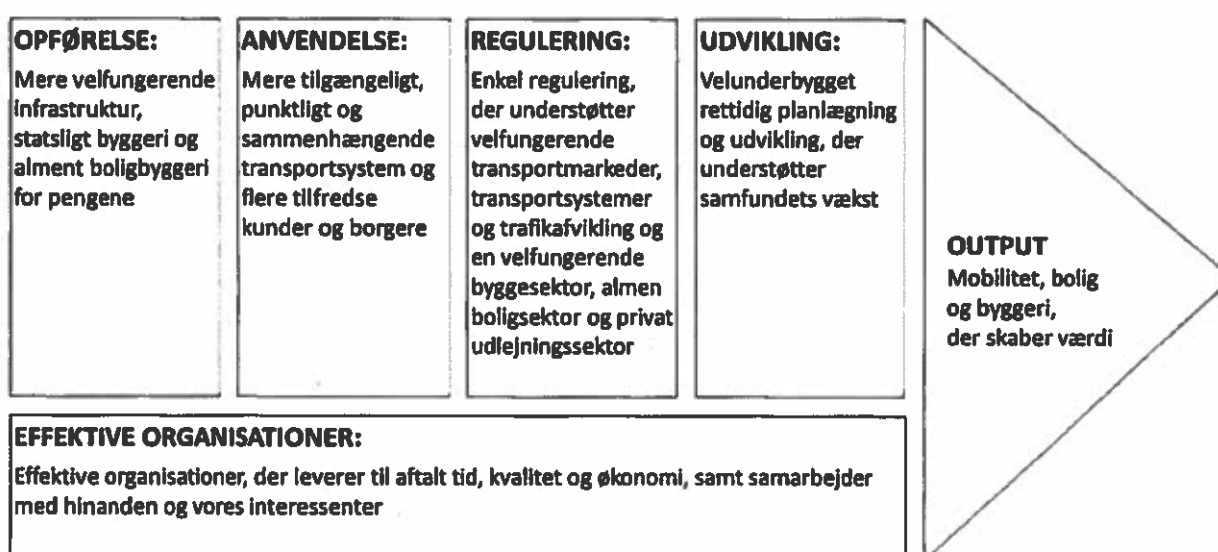 OPFØRELSE:
Mere velfungerende
infrastruktur,
statsligt byggeri og
alment boligbyggeri
for pengene
ANVENDELSE:
Mere tilgængeligt,
punktligt og
sammenhængende
transportsystem og
flere tilfredse
kunder og borgere
REGULERING:
Enkel regulering,
der understøtter
velfungerende
transportmarkeder,
transportsystemer
og trafikafvikling og
en velfungerende
byggesektor, almen
boligsektor og privat
udlejningssektor
UDVIKLING:
Velunderbygget
rettidig planlægning
og udvikling, der
understøtter
samfundets vækst
OUTPUT
Mobilitet, bolig
og byggeri,
der skaber værdi
EFFEKTIVE ORGANISATIONER:
Effektive organisationer, der leverer til aftalt tid, kvalitet og økonomi, samt samarbejder
med hinanden og vores interessenter